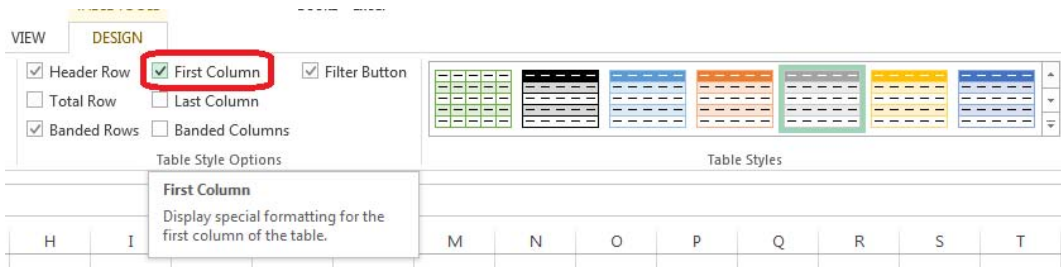 VIEW DESIGN
Header Row First Column Filter Button
Total Row Last Column
Banded Rows Banded Columns
Table Style Options Table Styles
First Column
Display special formatting for the
first column of the table.
H I M N O P Q R S T